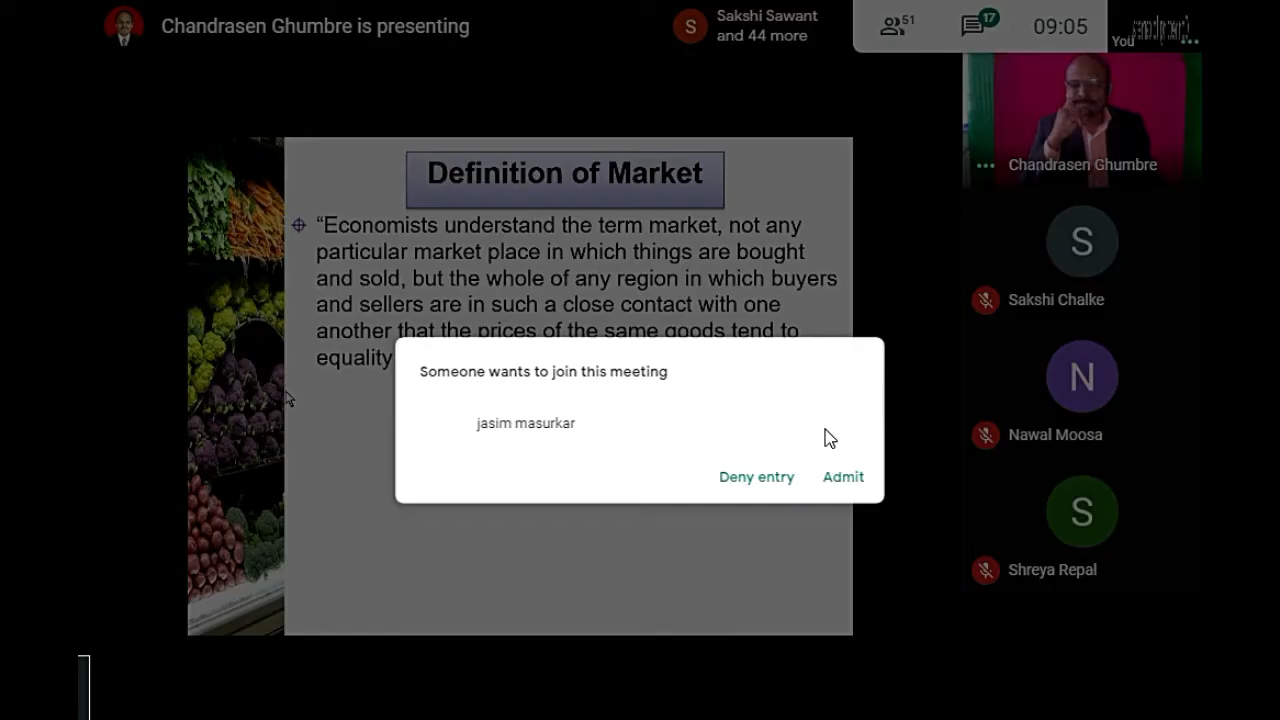 Chandrasen Ghumbre is presenting
S
Sakshi Sawant
and 44 more
51
17
09:05
You
Chandrasen Ghumbre
Definition of Market
“Economists understand the term market, not any
particular market place in which things are bought
and sold, but the whole of any region in which buyers
and sellers are in such a close contact with one
another that the prices of the same goods tend to
equality
Someone wants to join this meeting
jasim masurkar
Deny entry
Admit
S
Sakshi Chalke
N
Nawal Moosa
S
Shreya Repal